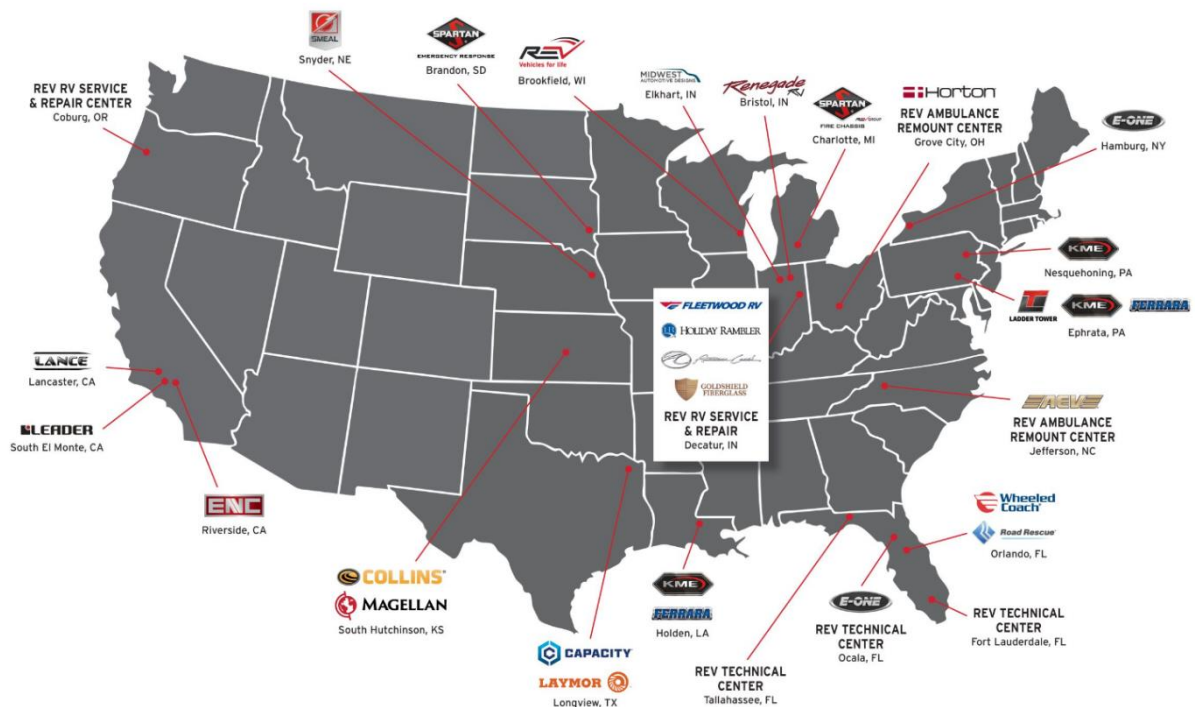 SMEAL
Snyder, NE
SPARTAN
EMERGENCY RESPONSE
Brandon, SD
REV
Vehicles for life
Brookfield, WI
MIDWEST
AUTOMOTIVE DESIGNS
Elkhart, IN
Renegade
RV
Bristol, IN
SPARTAN
FIRE CHASSIS
Charlotte, MI
Horton
REV AMBULANCE
REMOUNT CENTER
Grove City, OH
E-ONE
Hamburg, NY
REV RV SERVICE
& REPAIR CENTER
Coburg, OR
KME
Nesquehoning, PA
LADDER TOWER
KME
FERRARA
Ephrata, PA
FLEETWOOD RV
HOLIDAY RAMBLER
American Coach
GOLDSHIELD
FIBERGLASS
REV RV SERVICE
& REPAIR
Decatur, IN
LANCE
Lancaster, CA
LEADER
South El Monte, CA
ENC
Riverside, CA
AEV
REV AMBULANCE
REMOUNT CENTER
Jefferson, NC
Wheeled
Coach
Road Rescue
Orlando, FL
COLLINS
MAGELLAN
South Hutchinson, KS
KME
FERRARA
Holden, LA
E-ONE
REV TECHNICAL
CENTER
Ocala, FL
REV TECHNICAL
CENTER
Fort Lauderdale, FL
CAPACITY
LAYMOR
Longview, TX
REV TECHNICAL
CENTER
Tallahassee, FL